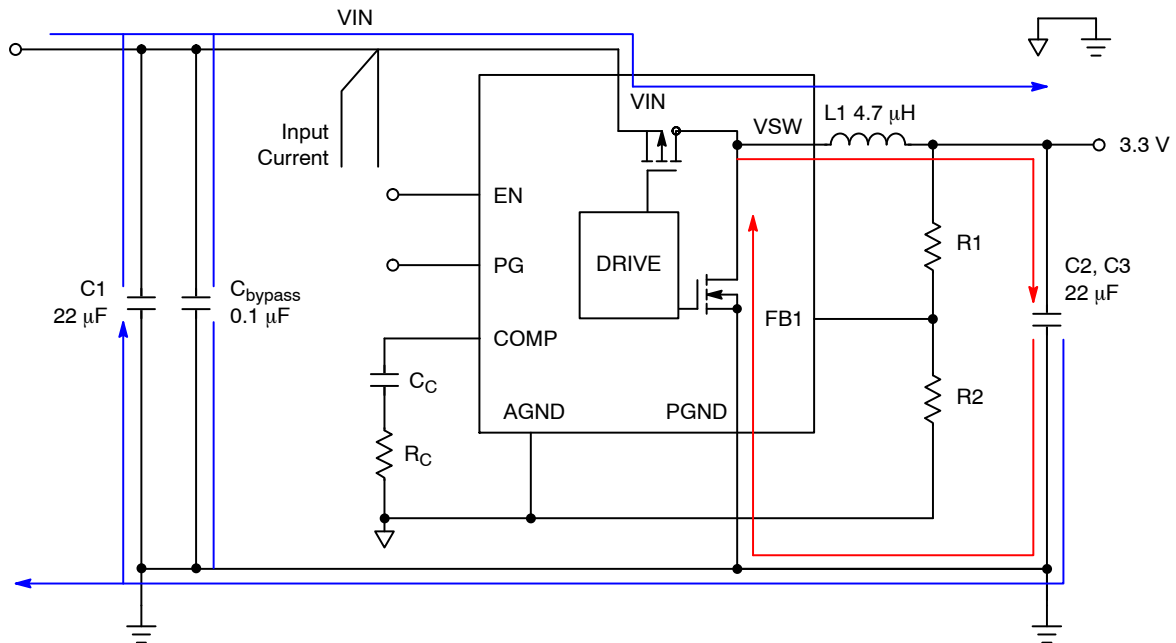 VIN
Input
Current
VIN
VSW
L1 4.7 μH
3.3 V
EN
PG
DRIVE
R1
C1
22 μF
Cbypass
0.1 μF
C2, C3
22 μF
FB1
COMP
CC
AGND
PGND
R2
RC